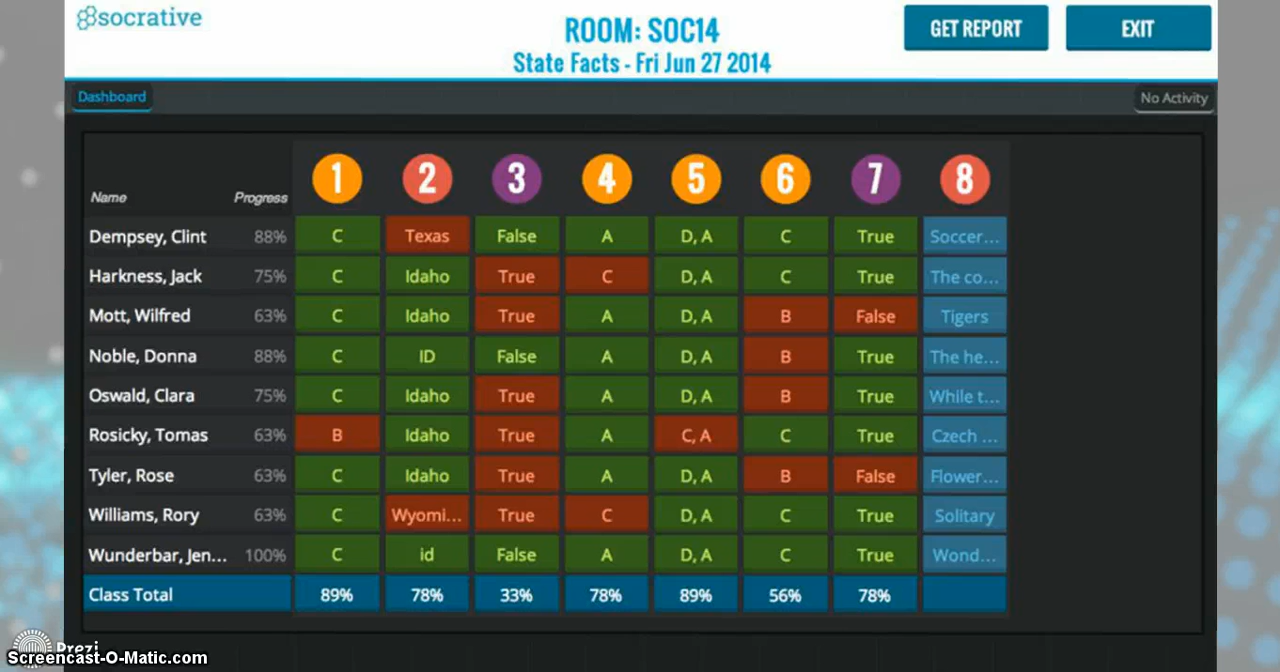 socrative
ROOM: SOC14
GET REPORT
EXIT
State Facts - Fri Jun 27 2014
Dashboard
No Activity
Name Progress 1 2 3 4 5 6 7 8
Dempsey, Clint 88% C Texas False A D, A C True Soccer...
Harkness, Jack 75% C Idaho True C D, A C True The co...
Mott, Wilfred 63% C Idaho True A D, A B False Tigers
Noble, Donna 88% C ID False A D, A B True The he...
Oswald, Clara 75% C Idaho True A D, A B True While t...
Rosicky, Tomas 63% B Idaho True A C, A C True Czech ...
Tyler, Rose 63% C Idaho True A D, A B False Flower...
Williams, Rory 63% C Wyomi... True C D, A C True Solitary
Wunderbar, Jen... 100% C id False A D, A C True Wond...
Class Total 89% 78% 33% 78% 89% 56% 78%
Prezi
Screencast-O-Matic.com